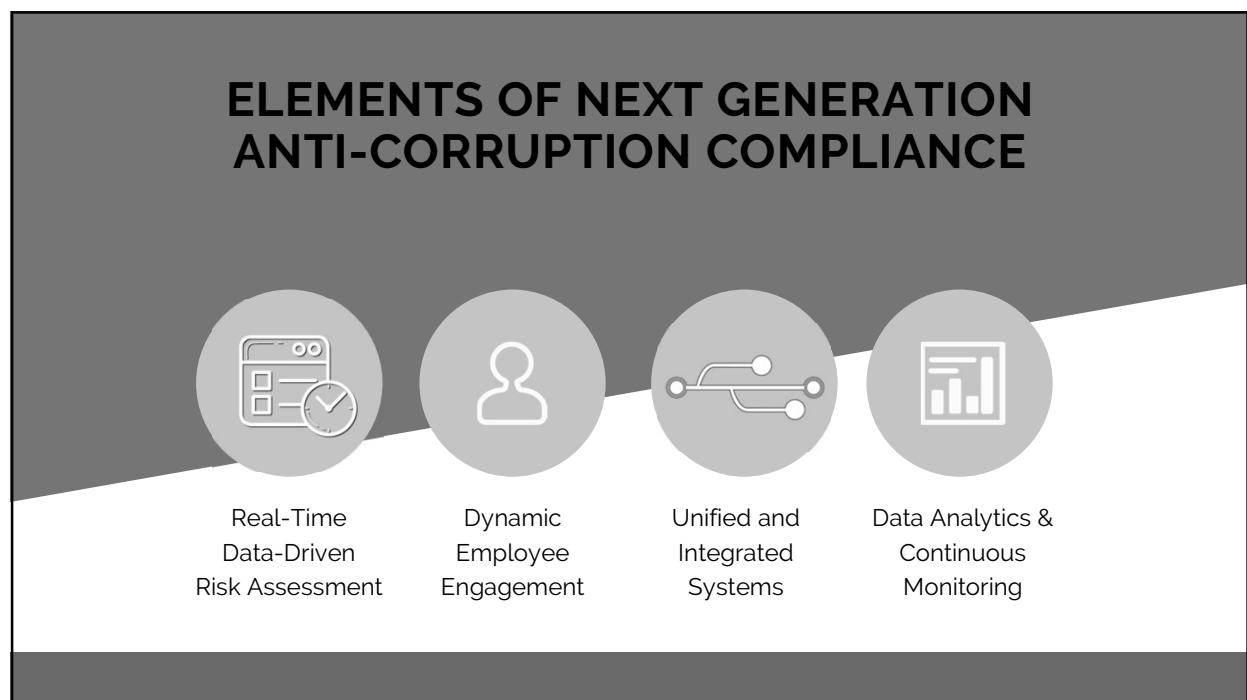 ELEMENTS OF NEXT GENERATION
ANTI-CORRUPTION COMPLIANCE
Real-Time
Data-Driven
Risk Assessment
Dynamic
Employee
Engagement
Unified and
Integrated
Systems
Data Analytics &
Continuous
Monitoring